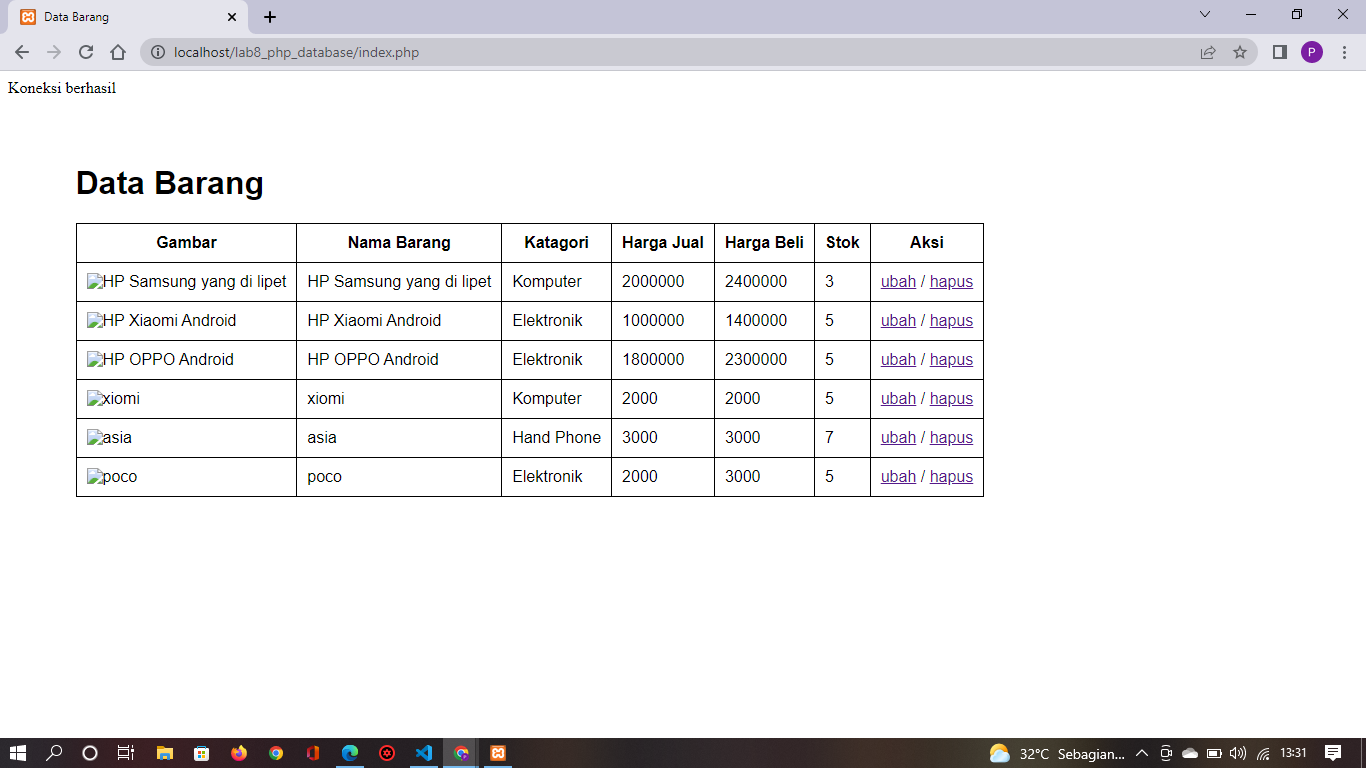 Data Barang
localhost/lab8_php_database/index.php
P
Koneksi berhasil
Data Barang
Gambar Nama Barang Katagori Harga Jual Harga Beli Stok Aksi
HP Samsung yang di lipet HP Samsung yang di lipet Komputer 2000000 2400000 3 ubah / hapus
HP Xiaomi Android HP Xiaomi Android Elektronik 1000000 1400000 5 ubah / hapus
HP OPPO Android HP OPPO Android Elektronik 1800000 2300000 5 ubah / hapus
xiomi xiomi Komputer 2000 2000 5 ubah / hapus
asia asia Hand Phone 3000 3000 7 ubah / hapus
poco poco Elektronik 2000 3000 5 ubah / hapus
32°C Sebagian... 13:31